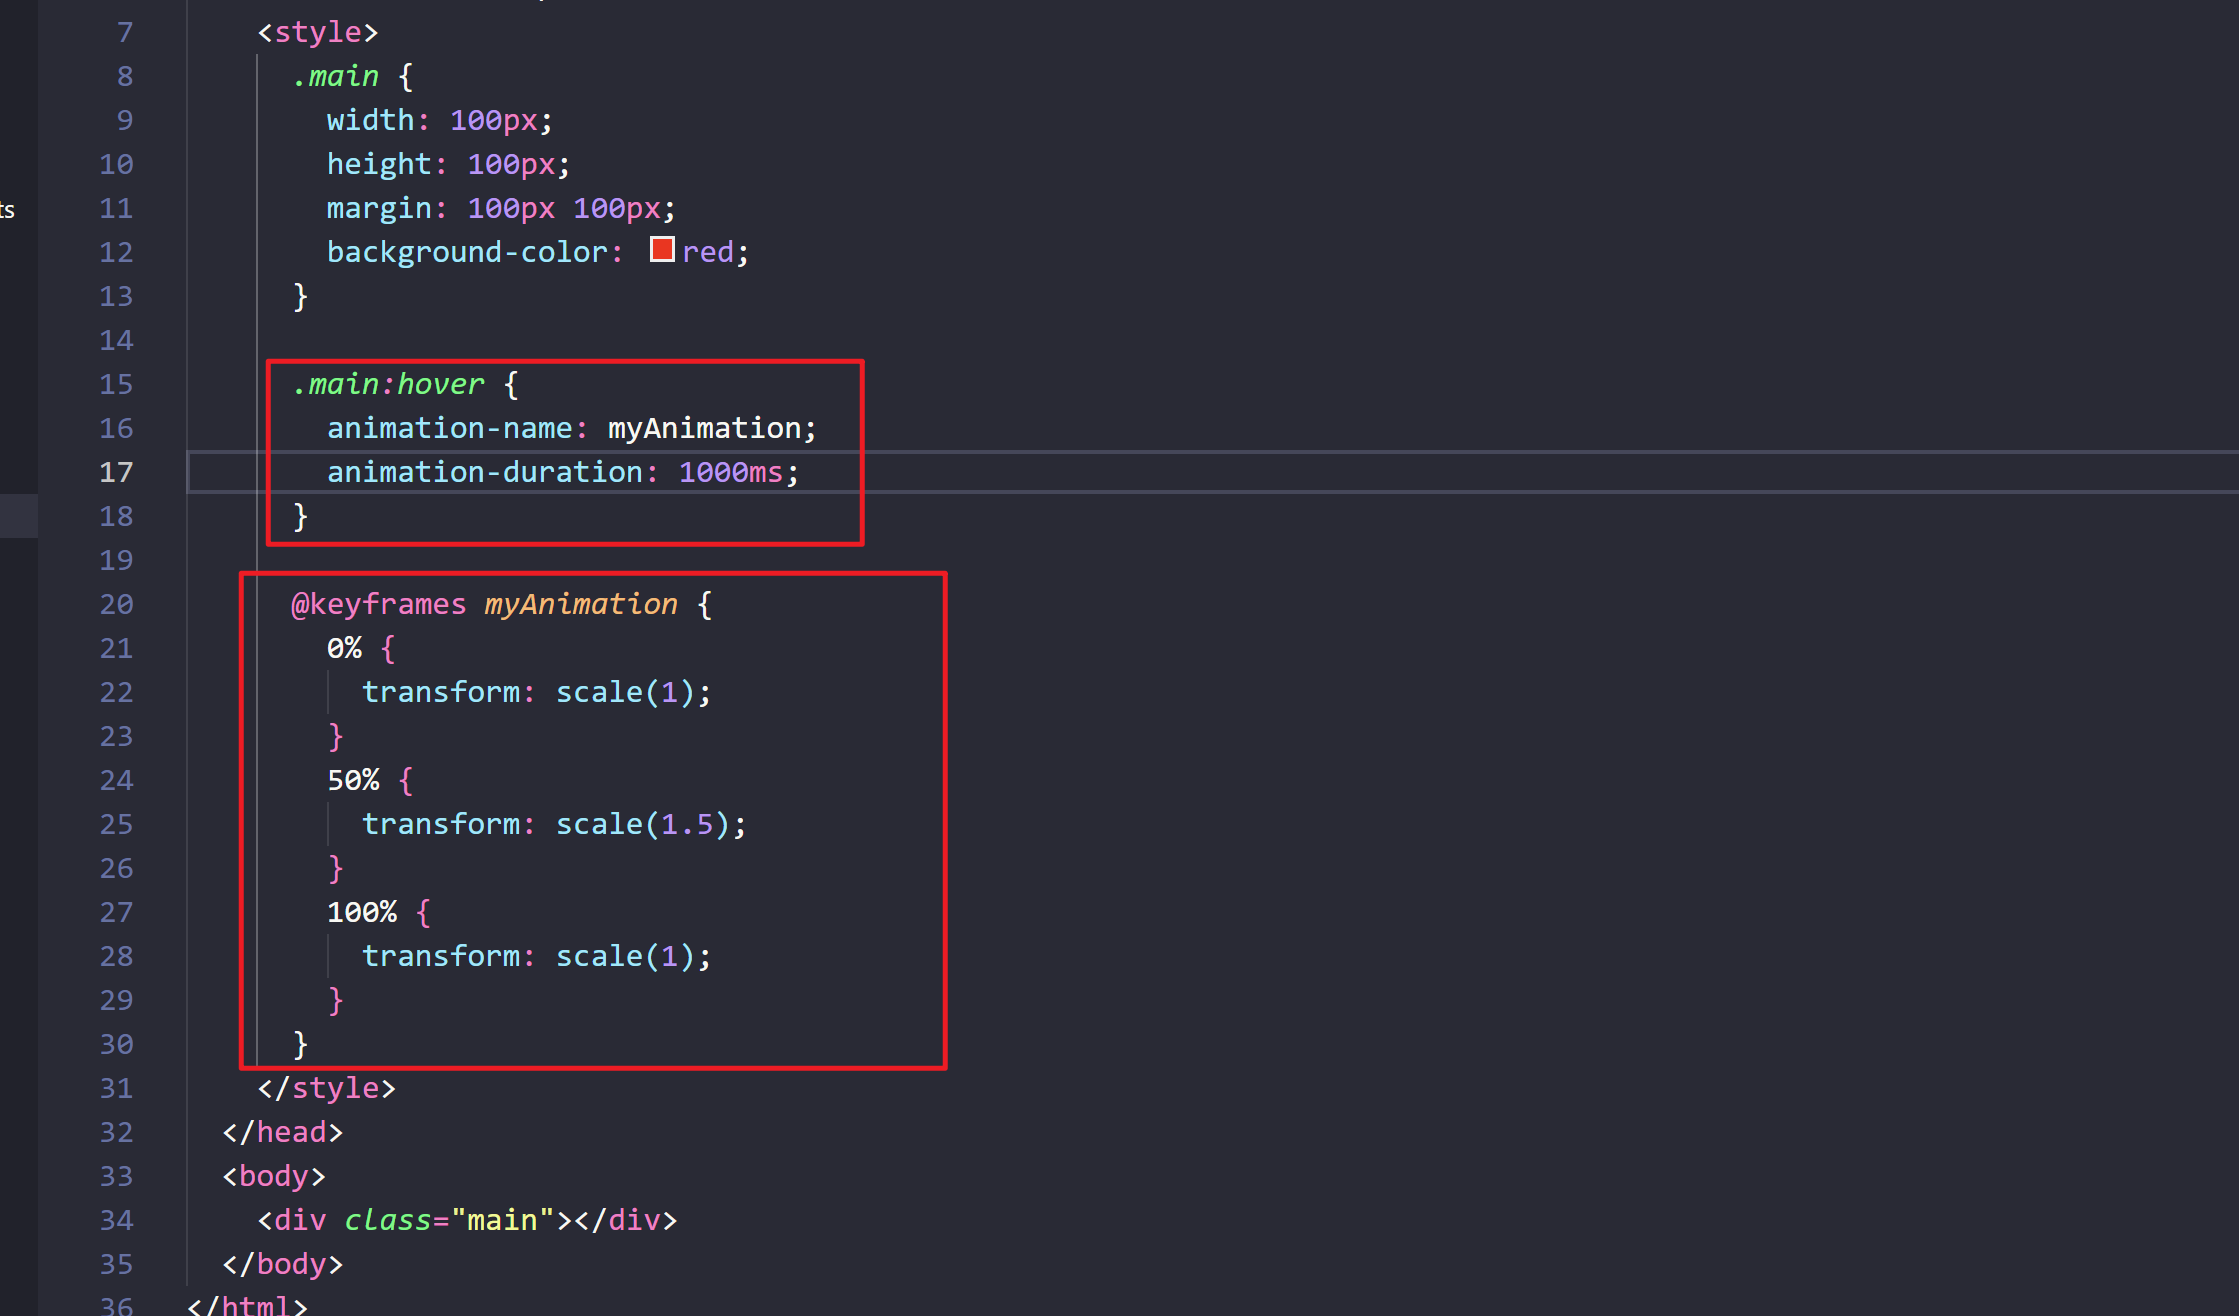 7 <style>
8 .main {
9 width: 100px;
10 height: 100px;
ts
11 margin: 100px 100px;
12 background-color: red;
13 }
14
15 .main:hover {
16 animation-name: myAnimation;
17 animation-duration: 1000ms;
18 }
19
20 @keyframes myAnimation {
21 0% {
22 transform: scale(1);
23 }
24 50% {
25 transform: scale(1.5);
26 }
27 100% {
28 transform: scale(1);
29 }
30 }
31 </style>
32 </head>
33 <body>
34 <div class="main"></div>
35 </body>
36 </html>